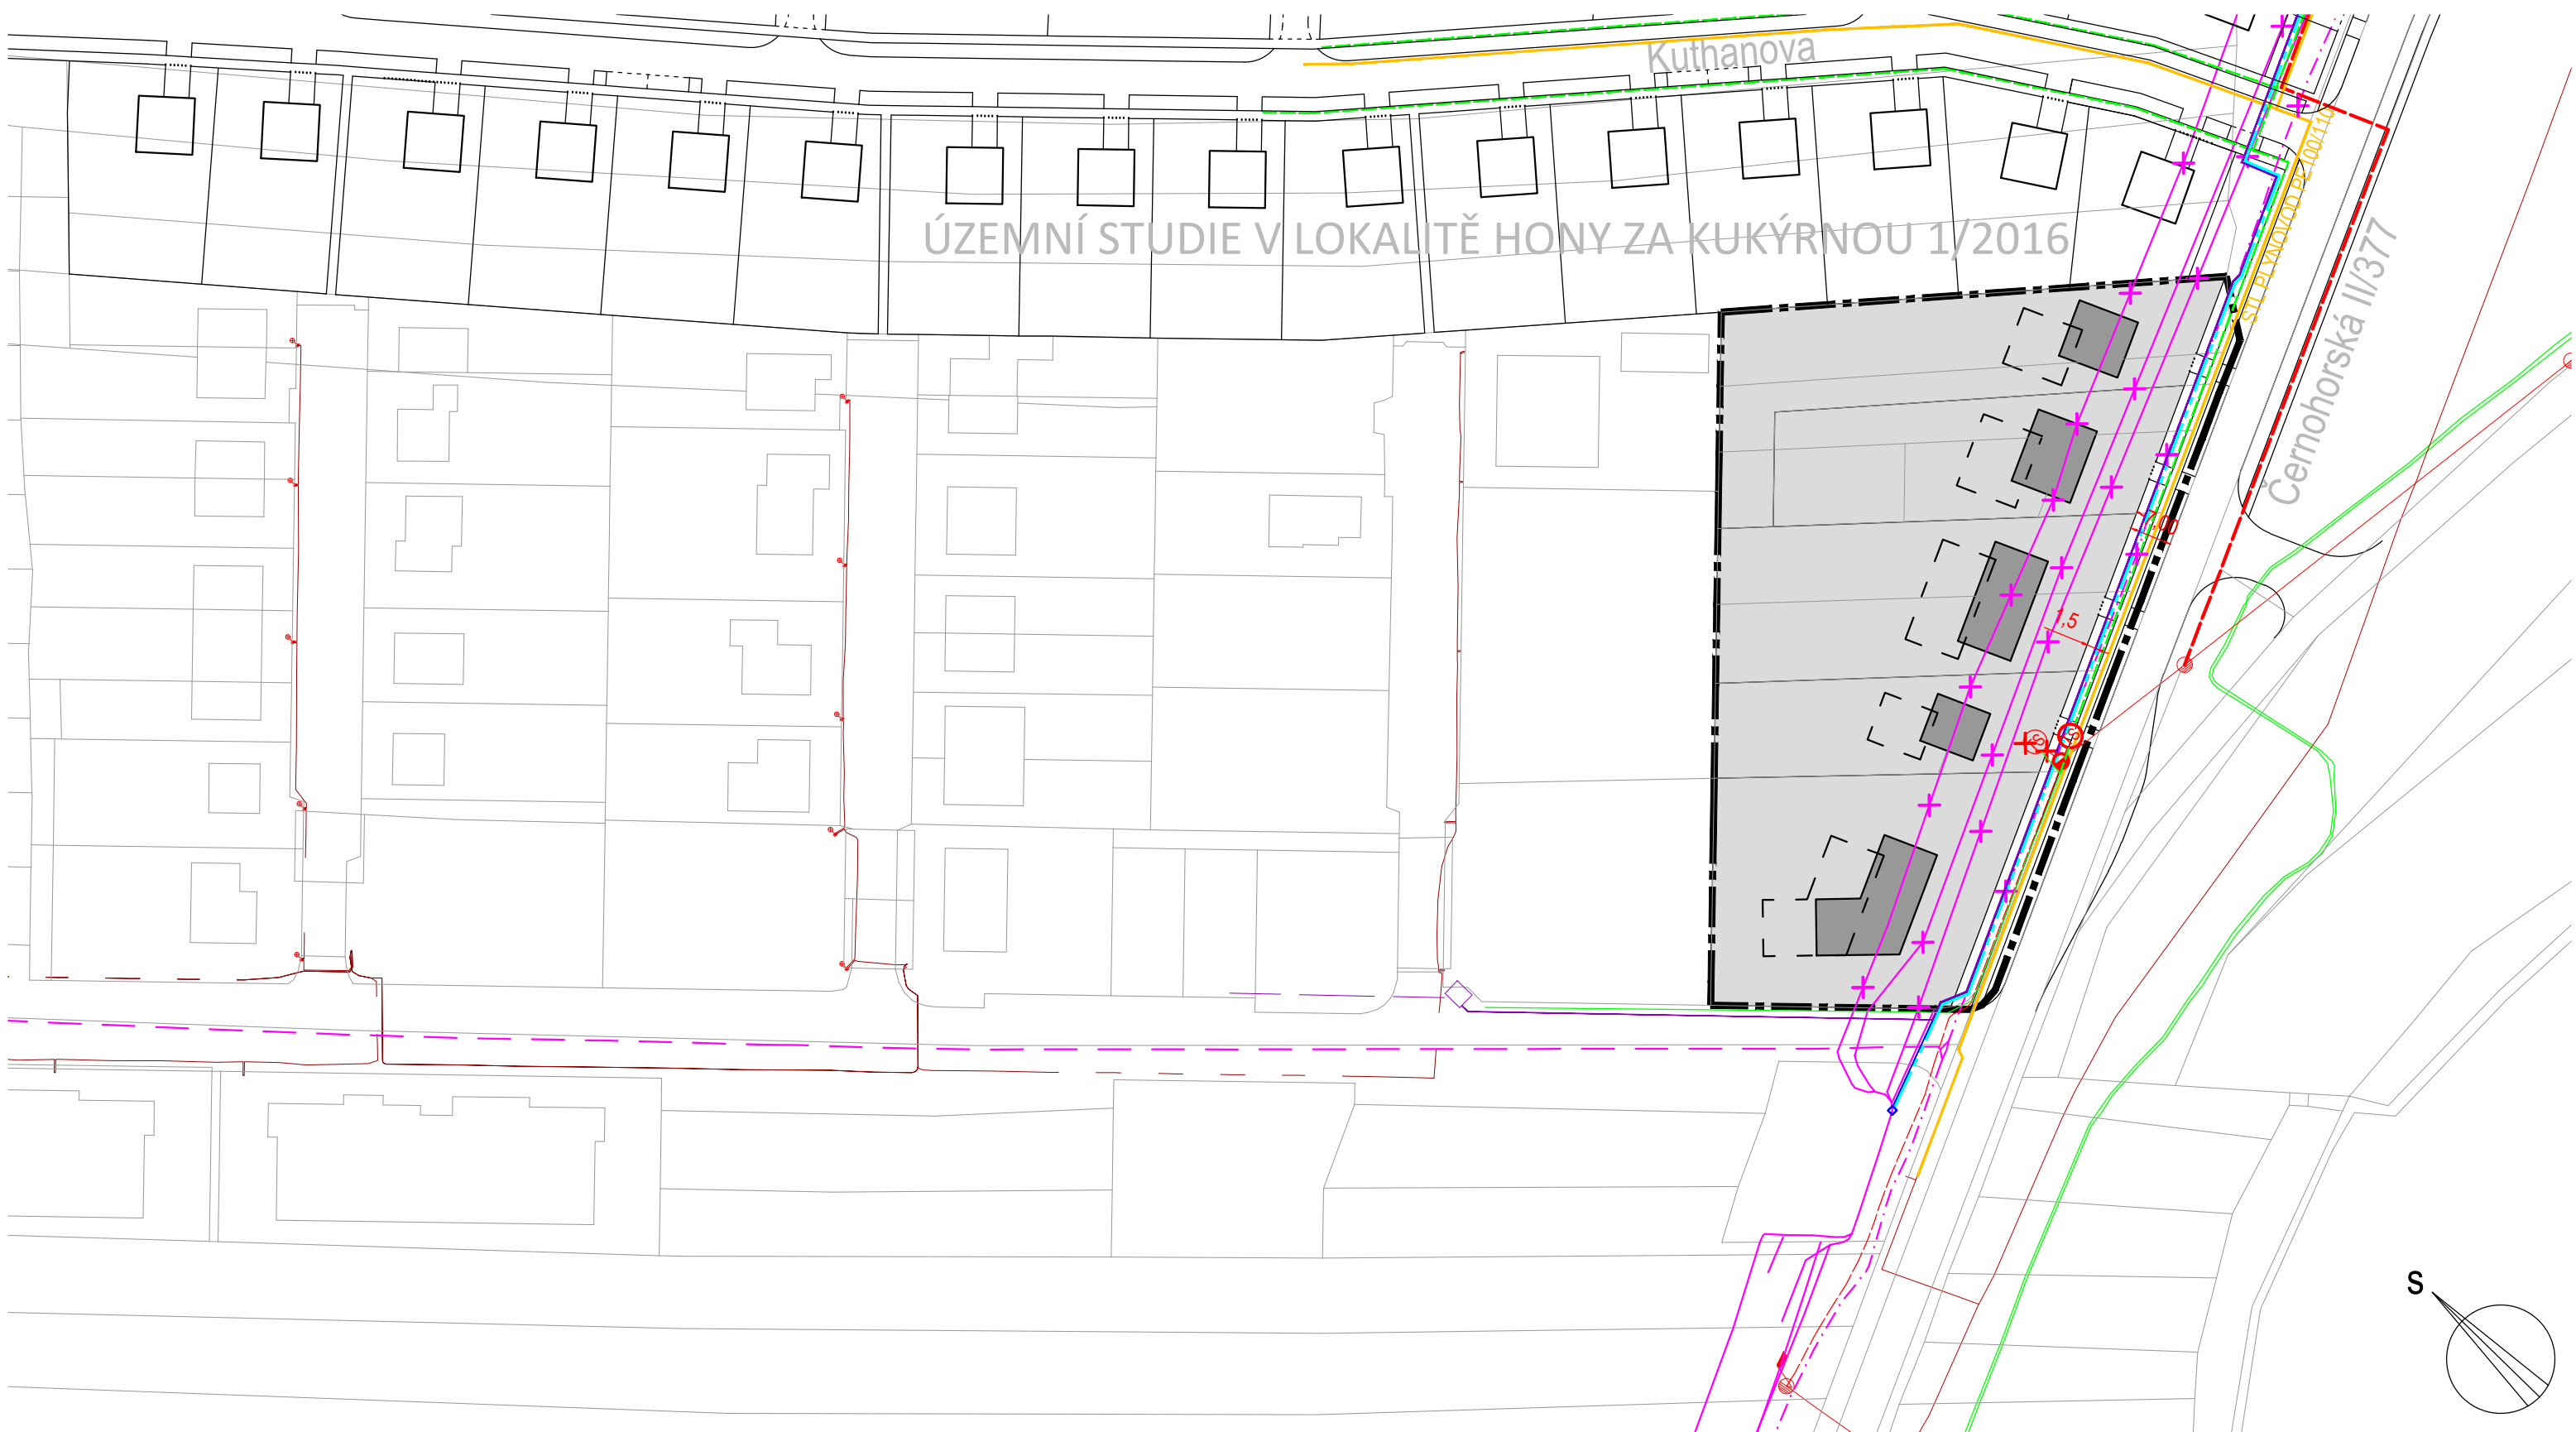 Kuthanova
STL PLYNOVOD PE 100/110
ÚZEMNÍ STUDIE V LOKALITĚ HONY ZA KUKÝRNOU 1/2016
Černohorská II/377
1,5
S